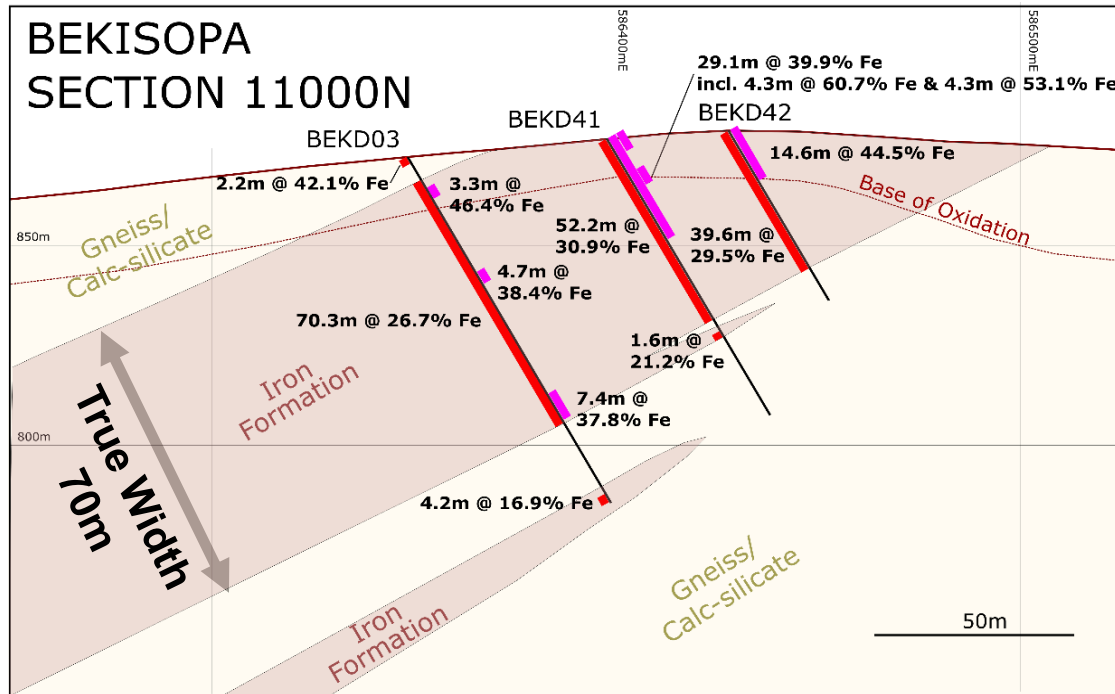 BEKISOPA
SECTION 11000N
586400mE
586500mE
29.1m @ 39.9% Fe
incl. 4.3m @ 60.7% Fe & 4.3m @ 53.1% Fe
BEKD03
BEKD41
BEKD42
2.2m @ 42.1% Fe
3.3m @
46.4% Fe
14.6m @ 44.5% Fe
Base of Oxidation
Gneiss/
Calc-silicate
850m
52.2m @
30.9% Fe
39.6m @
29.5% Fe
4.7m @
38.4% Fe
70.3m @ 26.7% Fe
1.6m @
21.2% Fe
Iron
Formation
True Width
70m
7.4m @
37.8% Fe
800m
4.2m @ 16.9% Fe
Gneiss/
Calc-silicate
Iron
Formation
50m